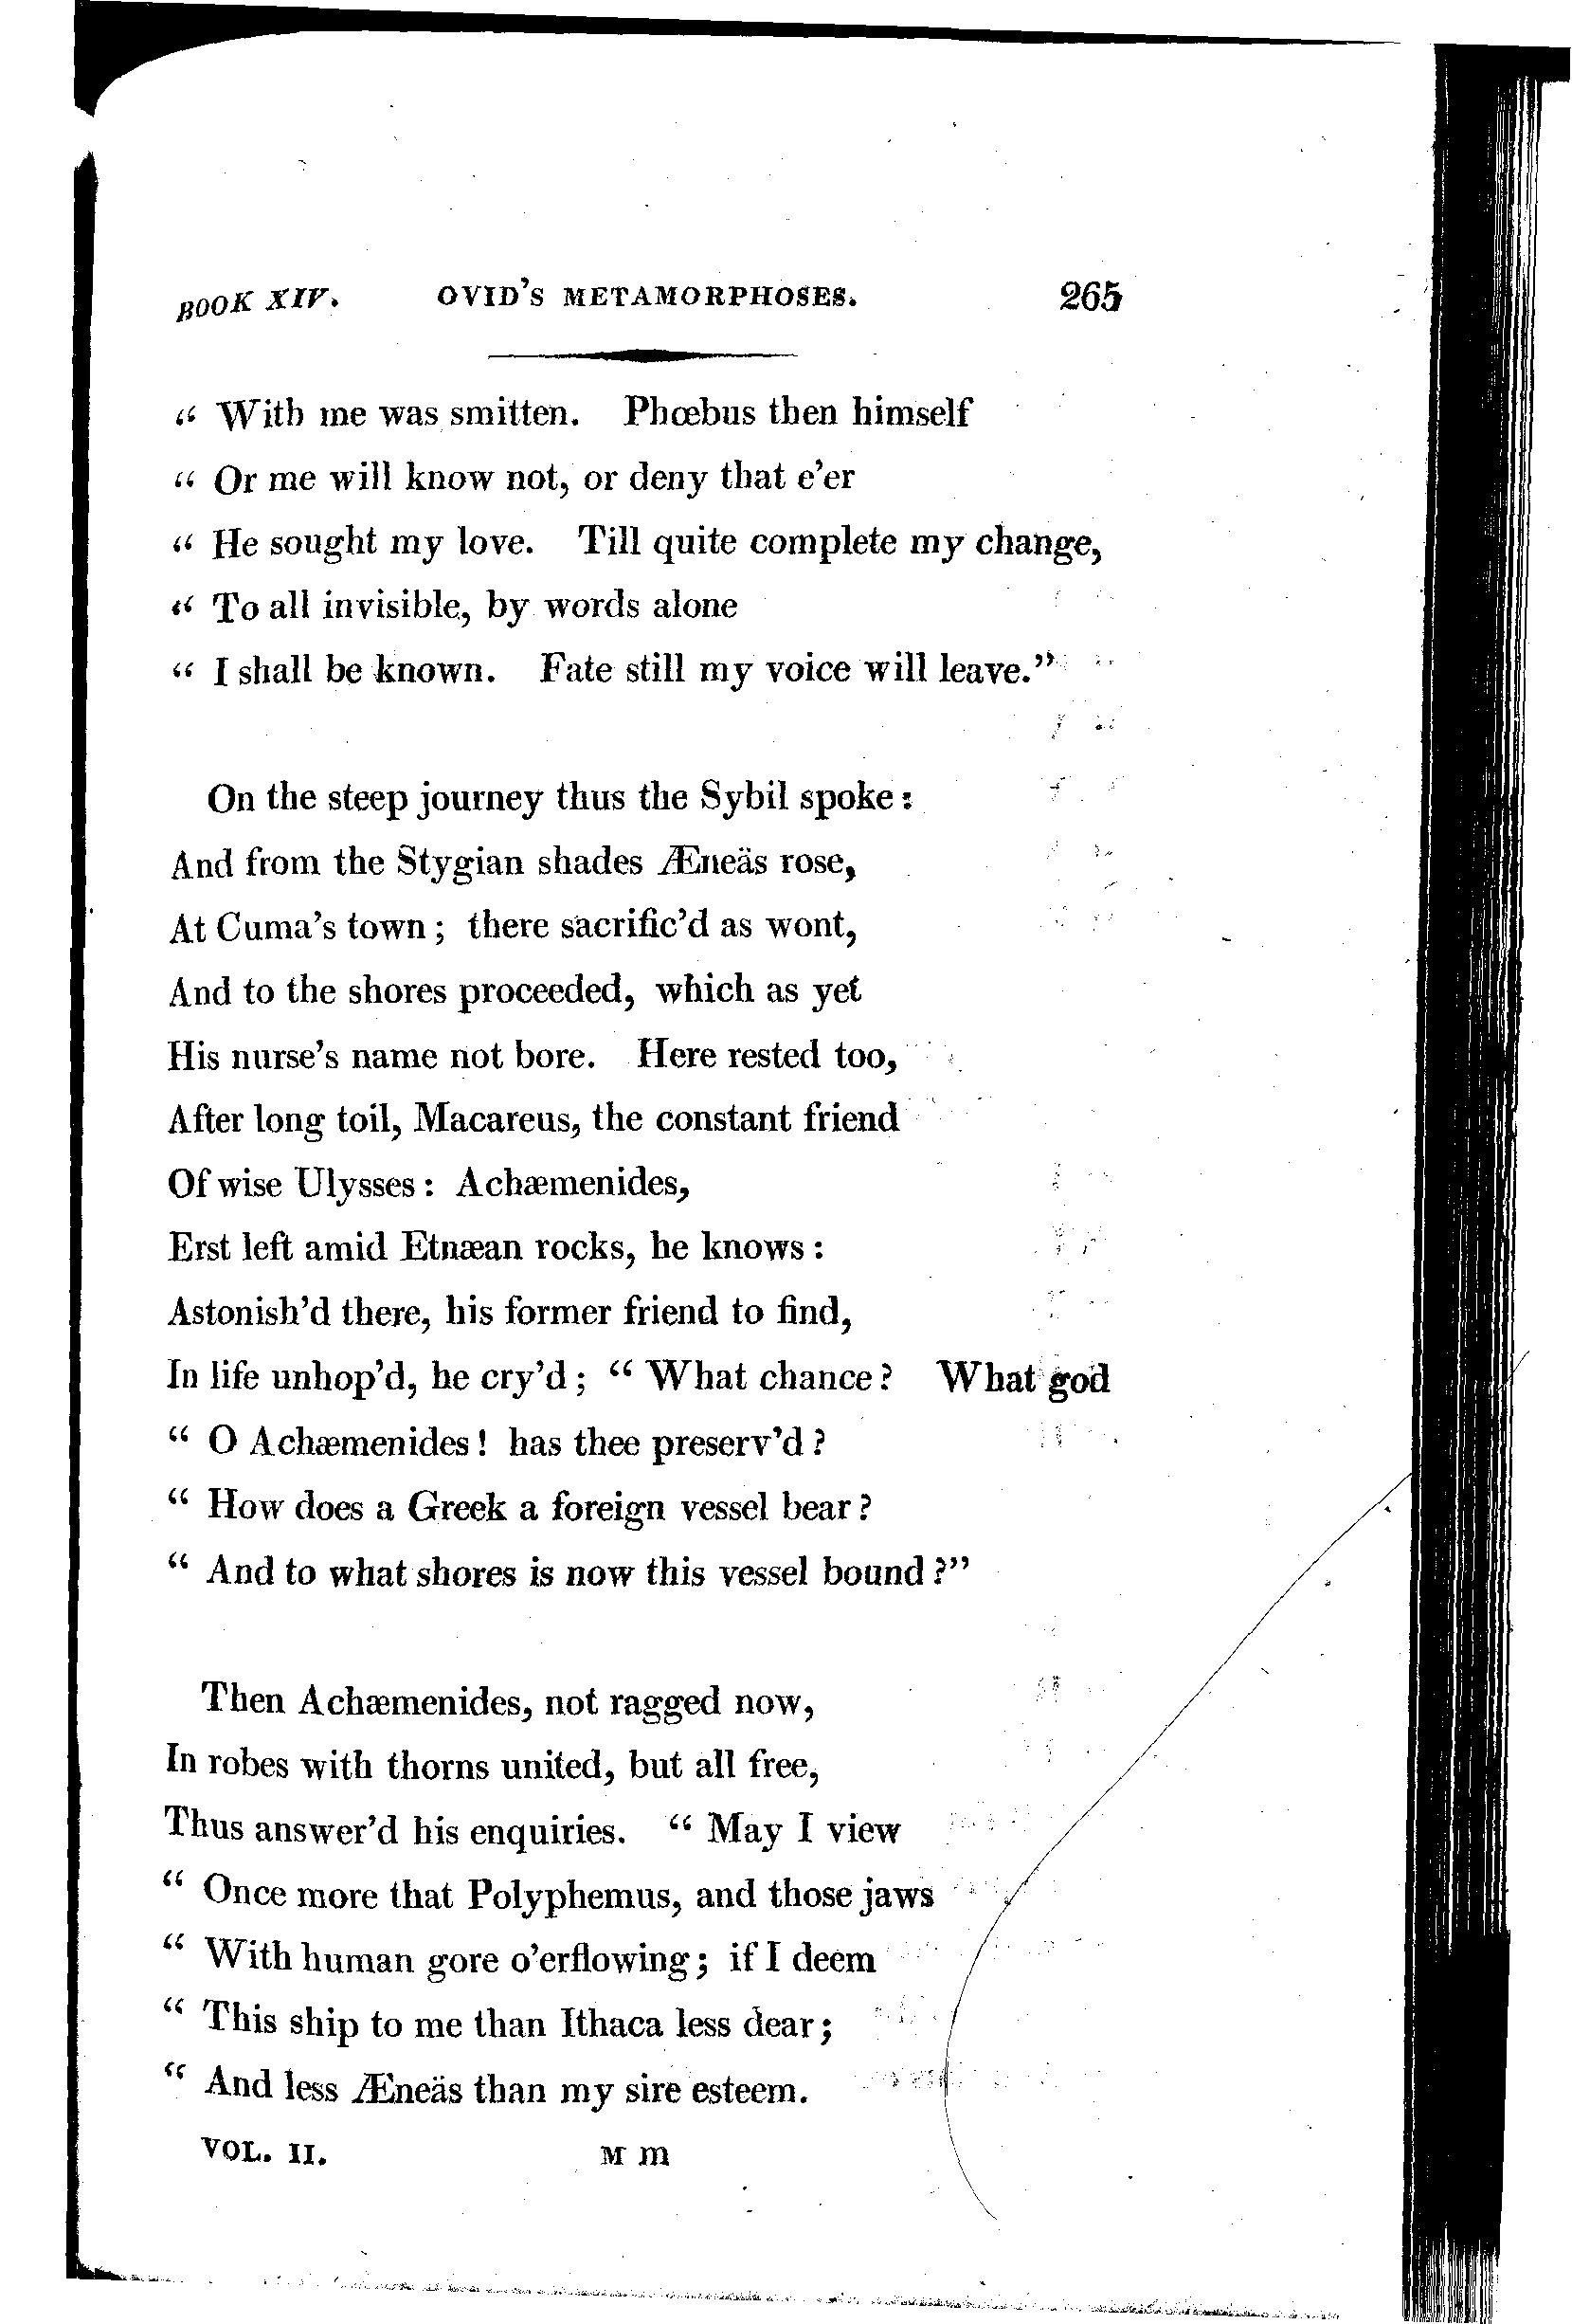 BOOK XIV. OVID'S METAMORPHOSES. 265
“ With me was smitten. Phœbus then himself
“ Or me will know not, or deny that e'er
“ He sought my love. Till quite complete my change,
“ To all invisible, by words alone
“ I shall be known. Fate still my voice will leave.”
On the steep journey thus the Sybil spoke:
And from the Stygian shades Æneäs rose,
At Cuma's town; there sacrific'd as wont,
And to the shores proceeded, which as yet
His nurse's name not bore. Here rested too,
After long toil, Macareus, the constant friend
Of wise Ulysses: Achæmenides,
Erst left amid Etnæan rocks, he knows:
Astonish'd there, his former friend to find,
In life unhop'd, he cry'd; “ What chance? What god
“ O Achæmenides! has thee preserv'd?
“ How does a Greek a foreign vessel bear?
“ And to what shores is now this vessel bound?”
Then Achæmenides, not ragged now,
In robes with thorns united, but all free,
Thus answer'd his enquiries. “ May I view
“ Once more that Polyphemus, and those jaws
“ With human gore o'erflowing; if I deem
“ This ship to me than Ithaca less dear;
“ And less Æneäs than my sire esteem.
VOL. II. M m